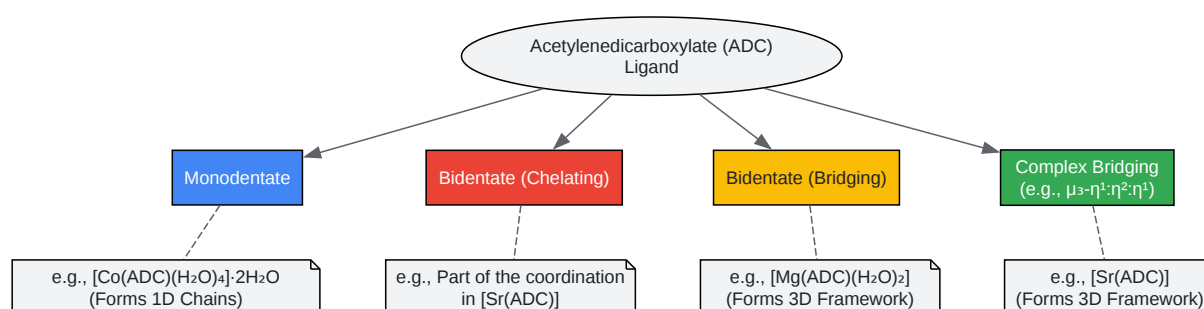 Acetylenedicarboxylate (ADC)
Ligand
Monodentate
Bidentate (Chelating)
Bidentate (Bridging)
Complex Bridging
(e.g., μ₃-η¹:η²:η¹)
e.g., [Co(ADC)(H₂O)₄]·2H₂O
(Forms 1D Chains)
e.g., Part of the coordination
in [Sr(ADC)]
e.g., [Mg(ADC)(H₂O)₂]
(Forms 3D Framework)
e.g., [Sr(ADC)]
(Forms 3D Framework)